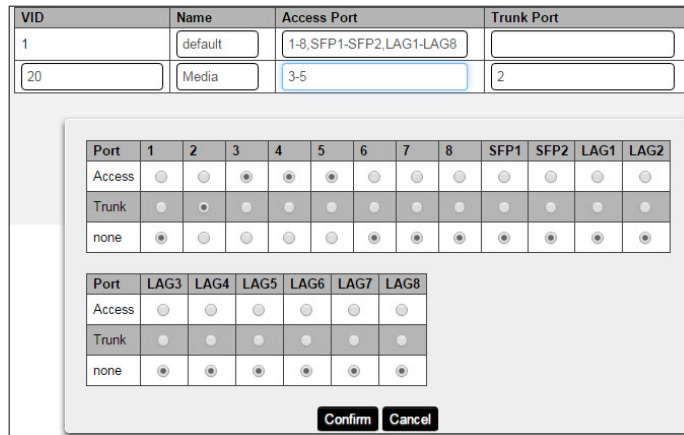 VID Name Access Port Trunk Port
1 default 1-8,SFP1-SFP2,LAG1-LAG8
20 Media 3-5 2
Port 1 2 3 4 5 6 7 8 SFP1 SFP2 LAG1 LAG2
Access
Trunk
none
Port LAG3 LAG4 LAG5 LAG6 LAG7 LAG8
Access
Trunk
none
Confirm Cancel